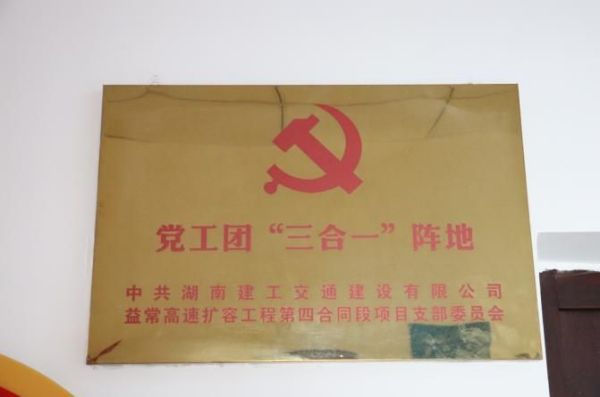 党工团“三合一”阵地
中共湖南建工交通建设有限公司
益常高速扩容工程第四合同段项目支部委员会